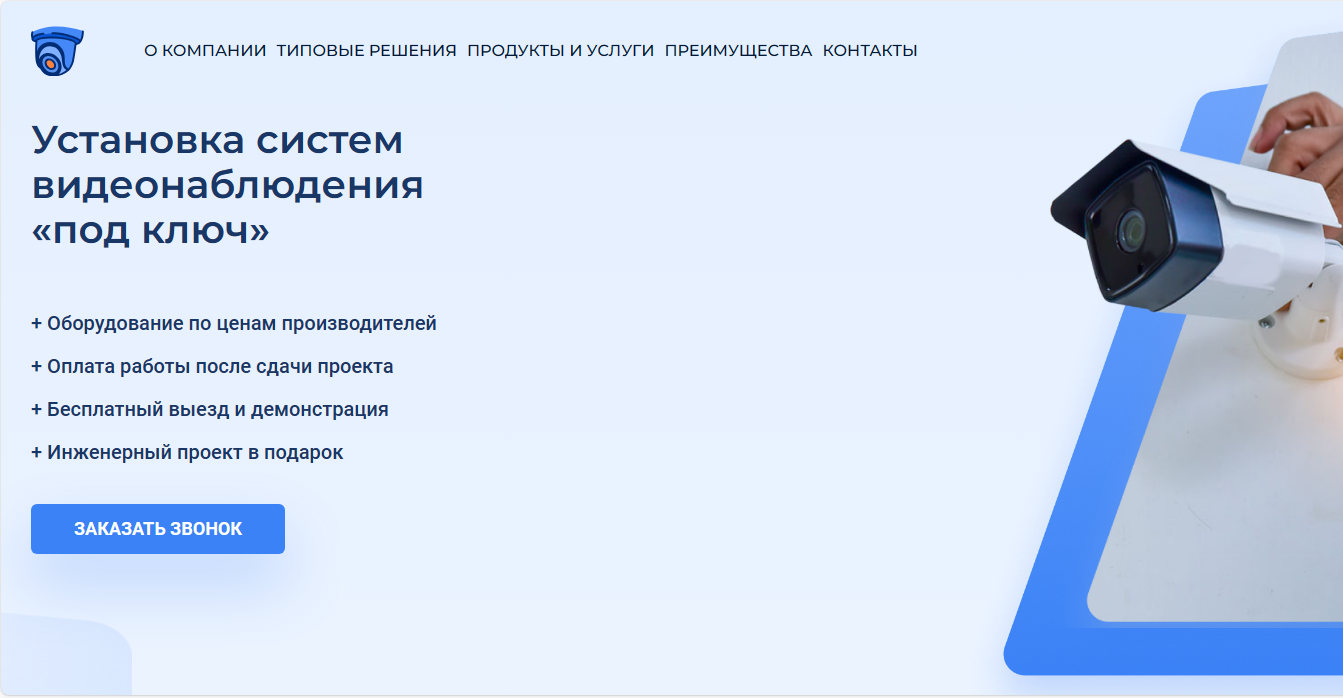 О КОМПАНИИ ТИПОВЫЕ РЕШЕНИЯ ПРОДУКТЫ И УСЛУГИ ПРЕИМУЩЕСТВА КОНТАКТЫ
Установка систем
видеонаблюдения
«под ключ»
+ Оборудование по ценам производителей
+ Оплата работы после сдачи проекта
+ Бесплатный выезд и демонстрация
+ Инженерный проект в подарок
ЗАКАЗАТЬ ЗВОНОК